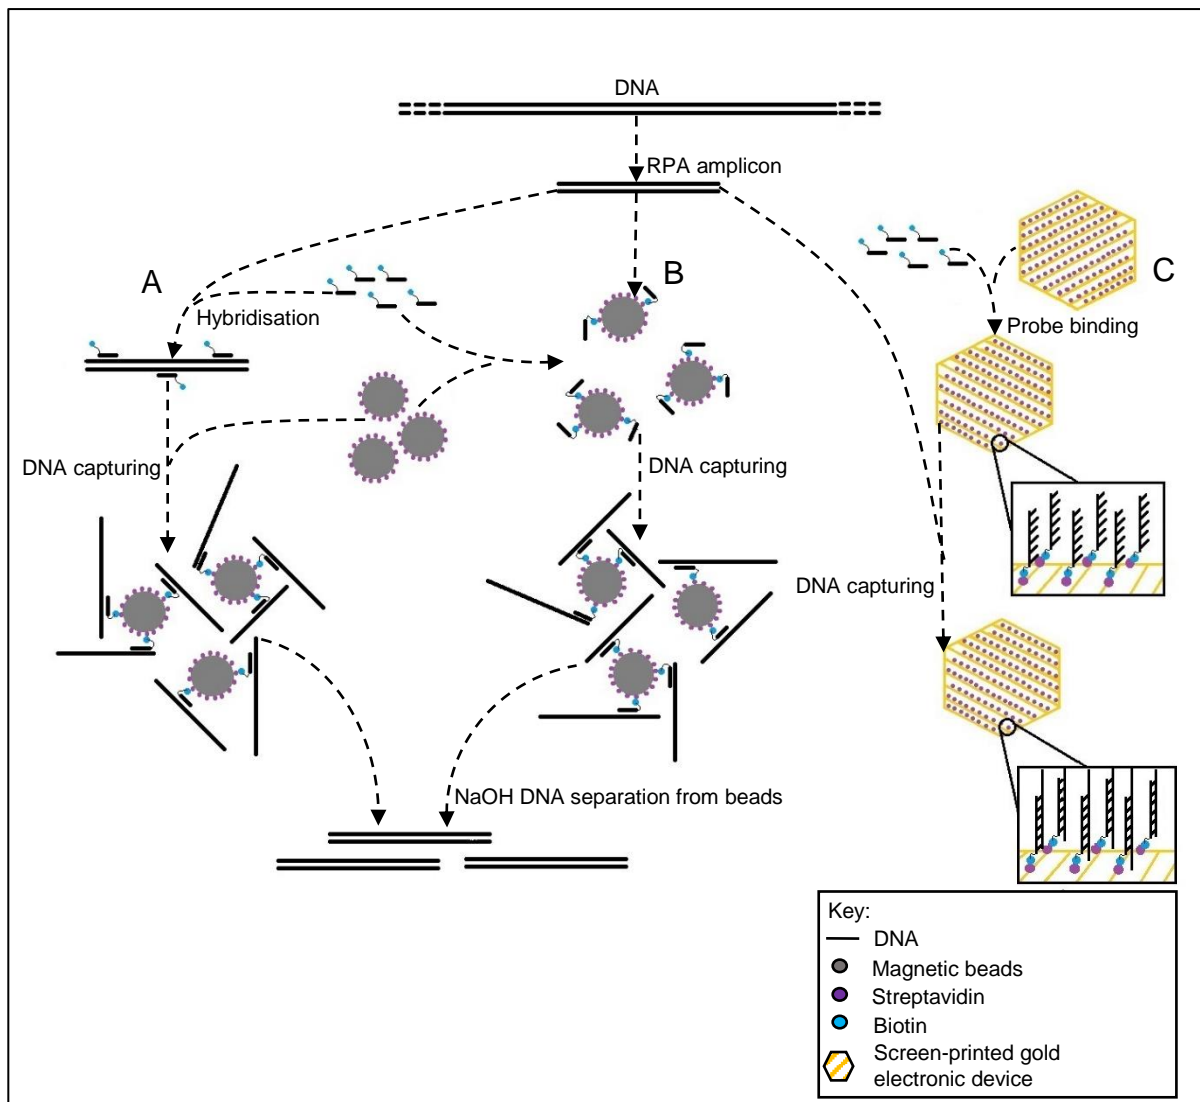 DNA
RPA amplicon
A
B
C
Hybridisation
Probe binding
DNA capturing
DNA capturing
DNA capturing
NaOH DNA separation from beads
Key:
DNA
Magnetic beads
Streptavidin
Biotin
Screen-printed gold
electronic device